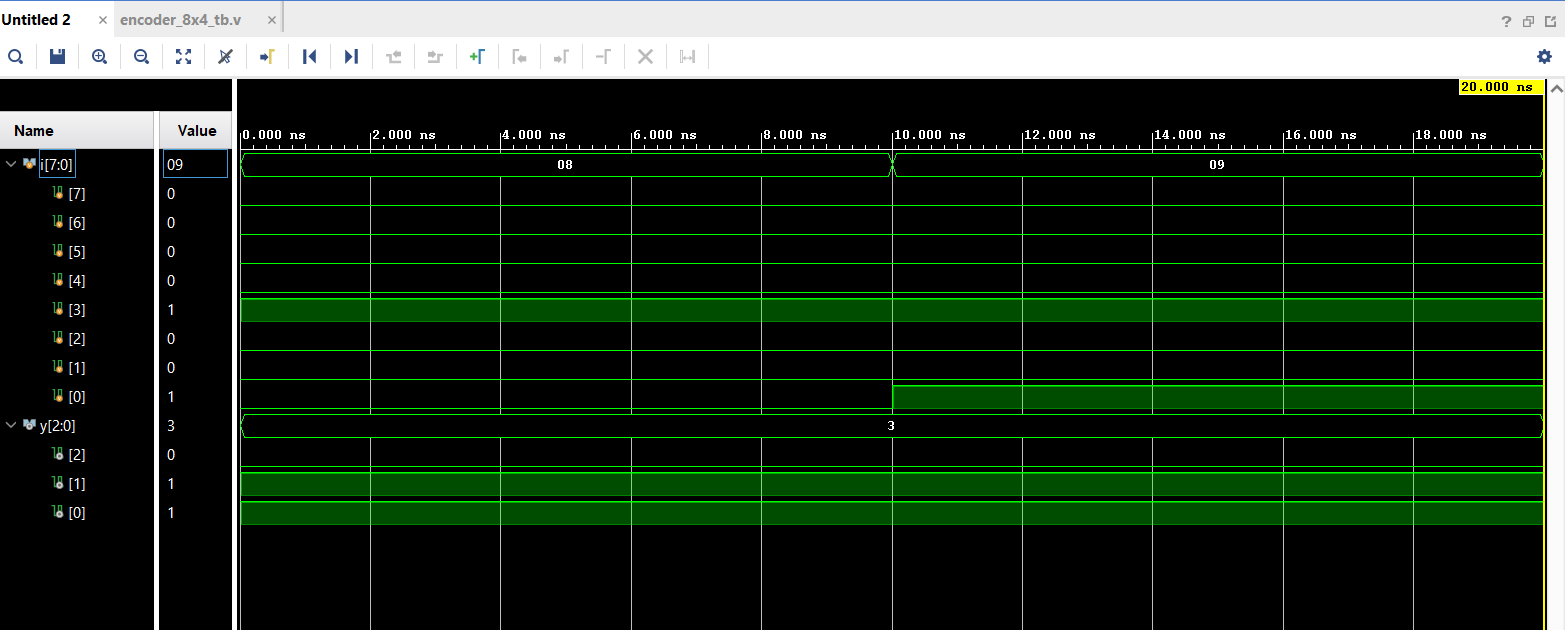 Untitled 2 × encoder_8x4_tb.v ×
?
20.000 ns
Name Value
0.000 ns 2.000 ns 4.000 ns 6.000 ns 8.000 ns 10.000 ns 12.000 ns 14.000 ns 16.000 ns 18.000 ns
i[7:0] 09 08 09
[7] 0
[6] 0
[5] 0
[4] 0
[3] 1
[2] 0
[1] 0
[0] 1
y[2:0] 3 3
[2] 0
[1] 1
[0] 1